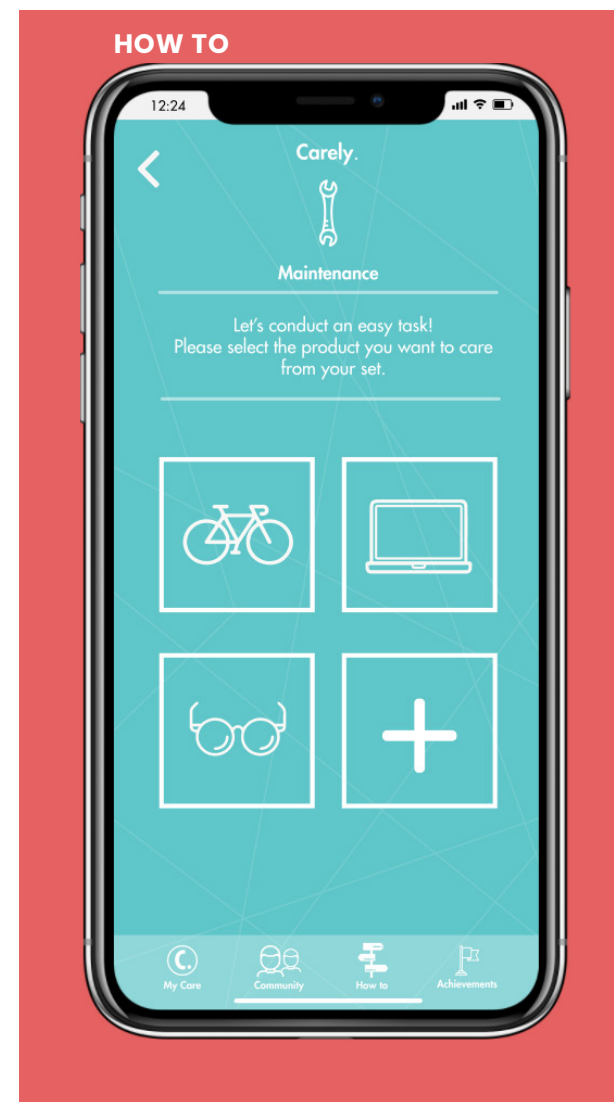 HOW TO
12:24
Carely.
Maintenance
Let's conduct an easy task!
Please select the product you want to care
from your set.
C.
My Care
Community
How to
Achievements